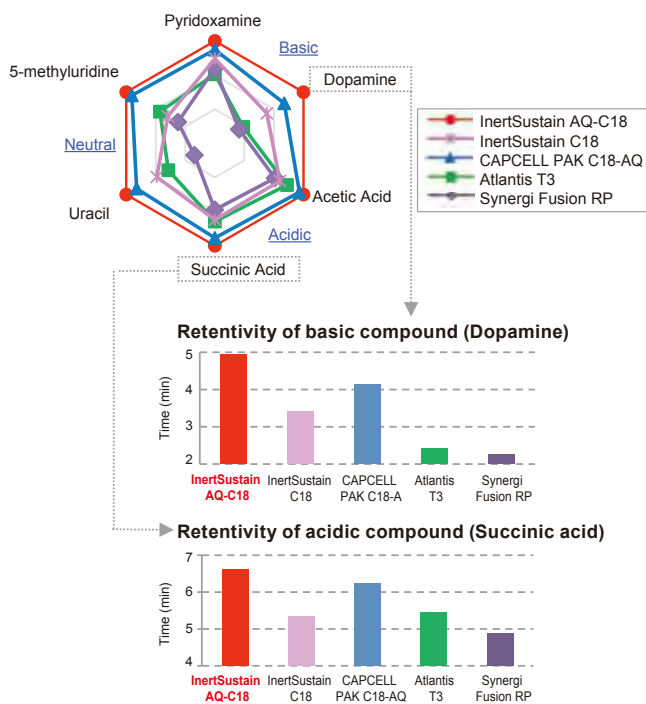 Pyridoxamine
Basic
5-methyluridine
Dopamine
InertSustain AQ-C18
InertSustain C18
CAPCELL PAK C18-AQ
Atlantis T3
Synergi Fusion RP
Neutral
Uracil
Acetic Acid
Acidic
Succinic Acid
Retentivity of basic compound (Dopamine)
Time (min)
5
4
3
2
InertSustain
AQ-C18
InertSustain
C18
CAPCELL
PAK C18-A
Atlantis
T3
Synergi
Fusion RP
Retentivity of acidic compound (Succinic acid)
Time (min)
7
6
5
4
InertSustain
AQ-C18
InertSustain
C18
CAPCELL
PAK C18-AQ
Atlantis
T3
Synergi
Fusion RP